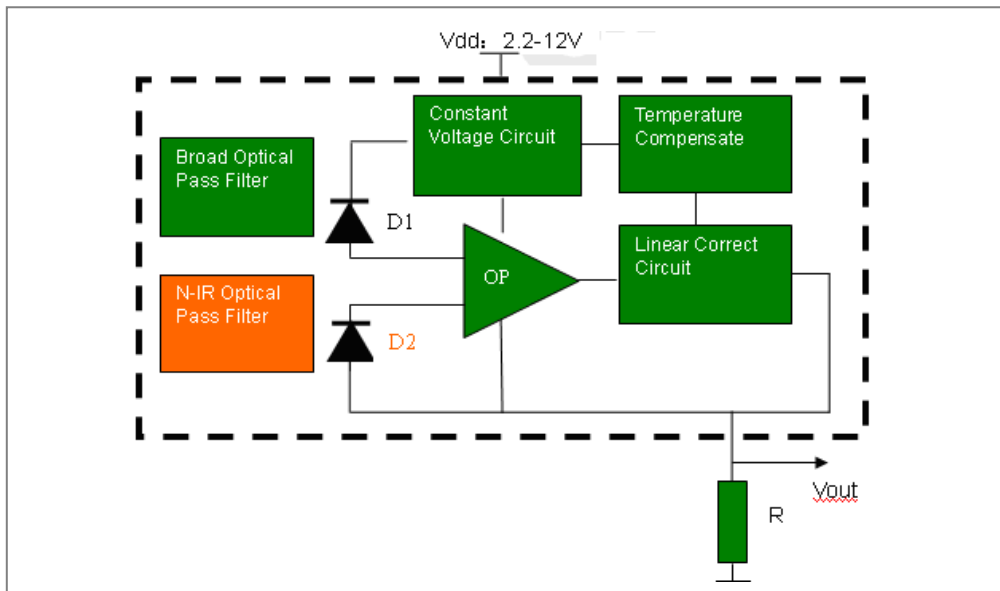 Vdd：2.2-12V
Constant
Voltage Circuit
Temperature
Compensate
Broad Optical
Pass Filter
D1
Linear Correct
Circuit
OP
N-IR Optical
Pass Filter
D2
Vout
R